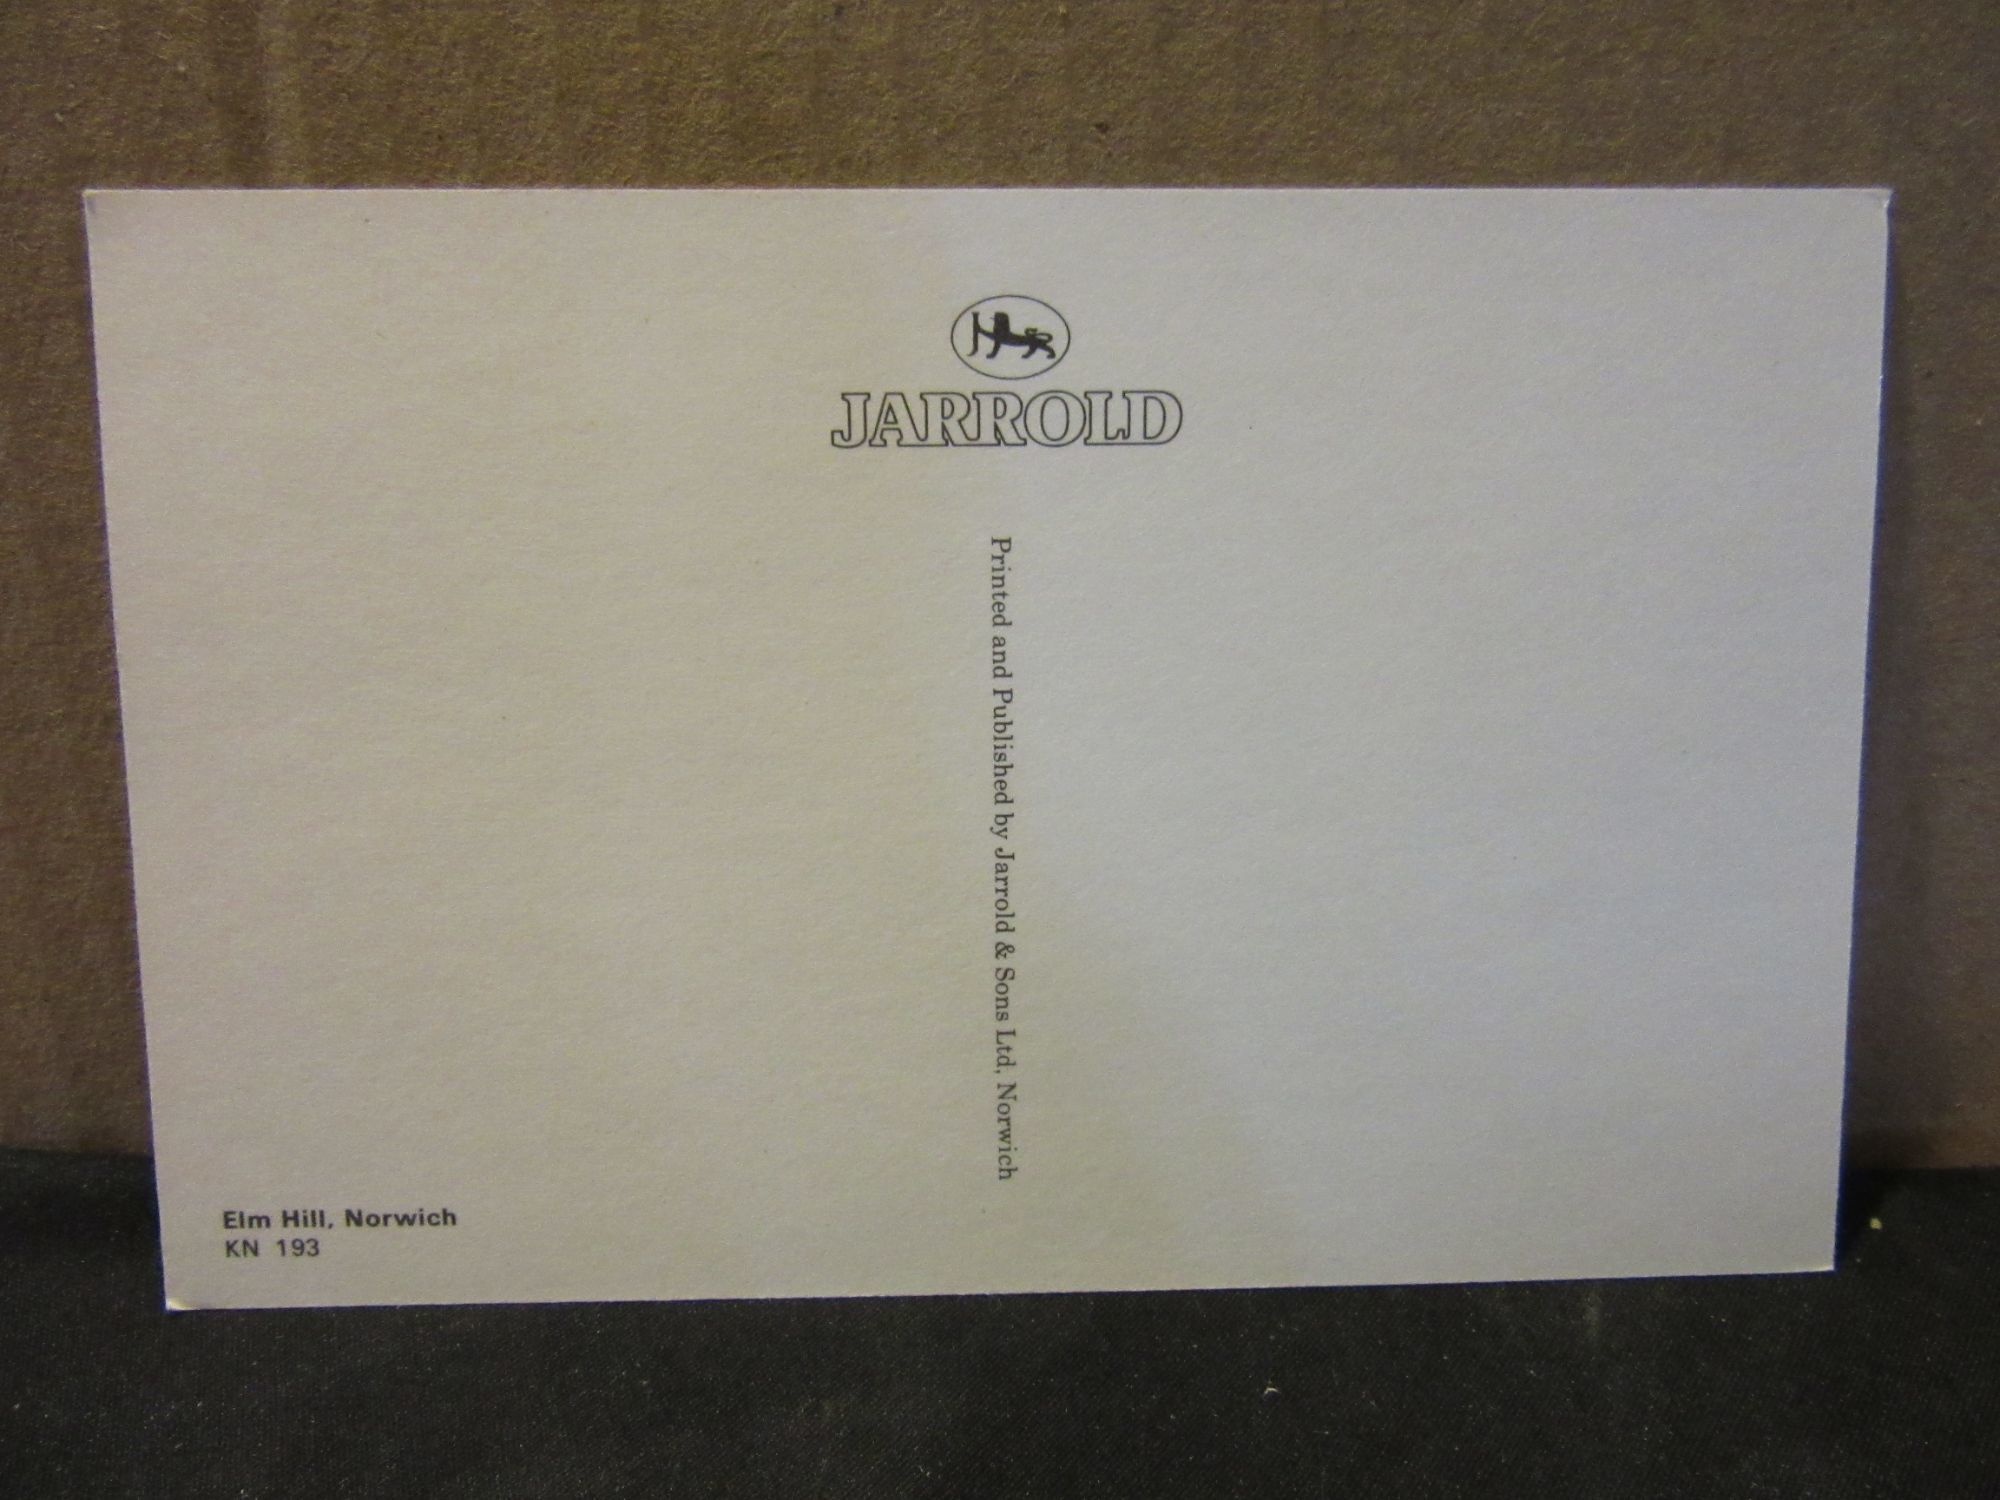 JARROLD
Printed and Published by Jarrold & Sons Ltd, Norwich
Elm Hill, Norwich
KN 193